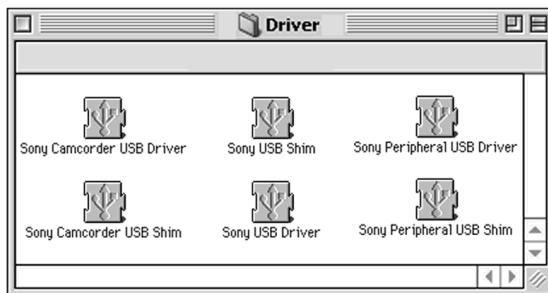 Driver
Sony Camcorder USB Driver Sony USB Shim Sony Peripheral USB Driver
Sony Camcorder USB Shim Sony USB Driver Sony Peripheral USB Shim